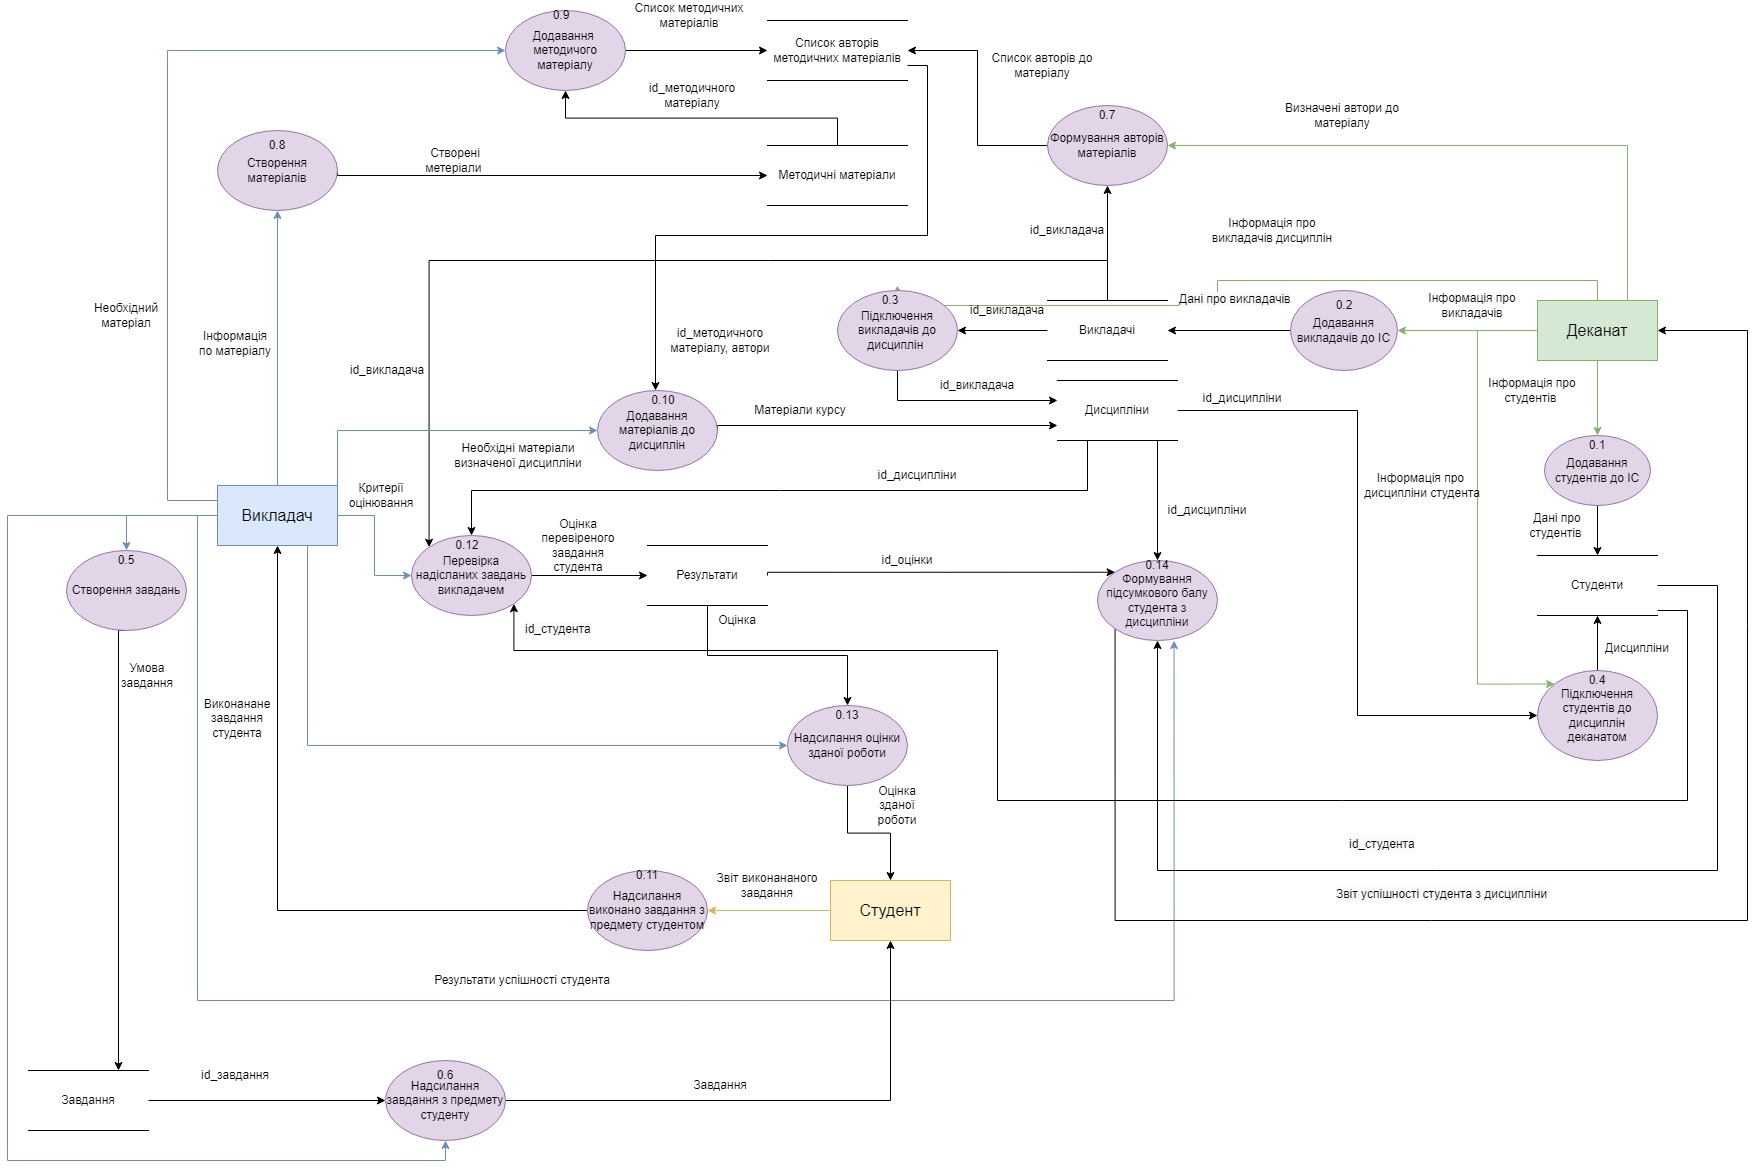 0.9
Додавання
методичого
матеріалу
Список методичних
матеріалів
Список авторів
методичних матеріалів
Список авторів до
матеріалу
id_методичного
матеріалу
0.7
Формування авторів
матеріалів
Визначені автори до
матеріалу
0.8
Створення
матеріалів
Створені
метеріали
Методичні матеріали
id_викладача
Інформація про
викладачів дисциплін
Необхідний
матеріал
Інформація
по матеріалу
id_викладача
id_методичного
матеріалу, автори
0.3
Підключення
викладачів до
дисциплін
id_викладача
Викладачі
Дані про викладачів
0.2
Додавання
викладачів до ІС
Інформація про
викладачів
Деканат
id_викладача
Дисципліни
id_дисципліни
Інформація про
студентів
0.10
Додавання
матеріалів до
дисциплін
Матеріали курсу
Необхідні матеріали
визначеної дисципліни
0.1
Додавання
студентів до ІС
id_дисципліни
Інформація про
дисципліни студента
Викладач
Критерії
оцінювання
id_дисципліни
Дані про
студентів
0.5
Створення завдань
0.12
Перевірка
надісланих завдань
викладачем
Оцінка
перевіреного
завдання
студента
Результати
id_оцінки
0.14
Формування
підсумкового балу
студента з
дисципліни
Студенти
id_студента
Оцінка
Умова
завдання
Дисципліни
0.4
Підключення
студентів до
дисциплін
деканатом
Виконанане
завдання
студента
0.13
Надсилання оцінки
зданої роботи
Оцінка
зданої
роботи
id_студента
0.11
Надсилання
виконано завдання з
предмету студентом
Звіт виконананого
завдання
Студент
Звіт успішності студента з дисципліни
Результати успішності студента
Завдання
id_завдання
0.6
Надсилання
завдання з предмету
студенту
Завдання